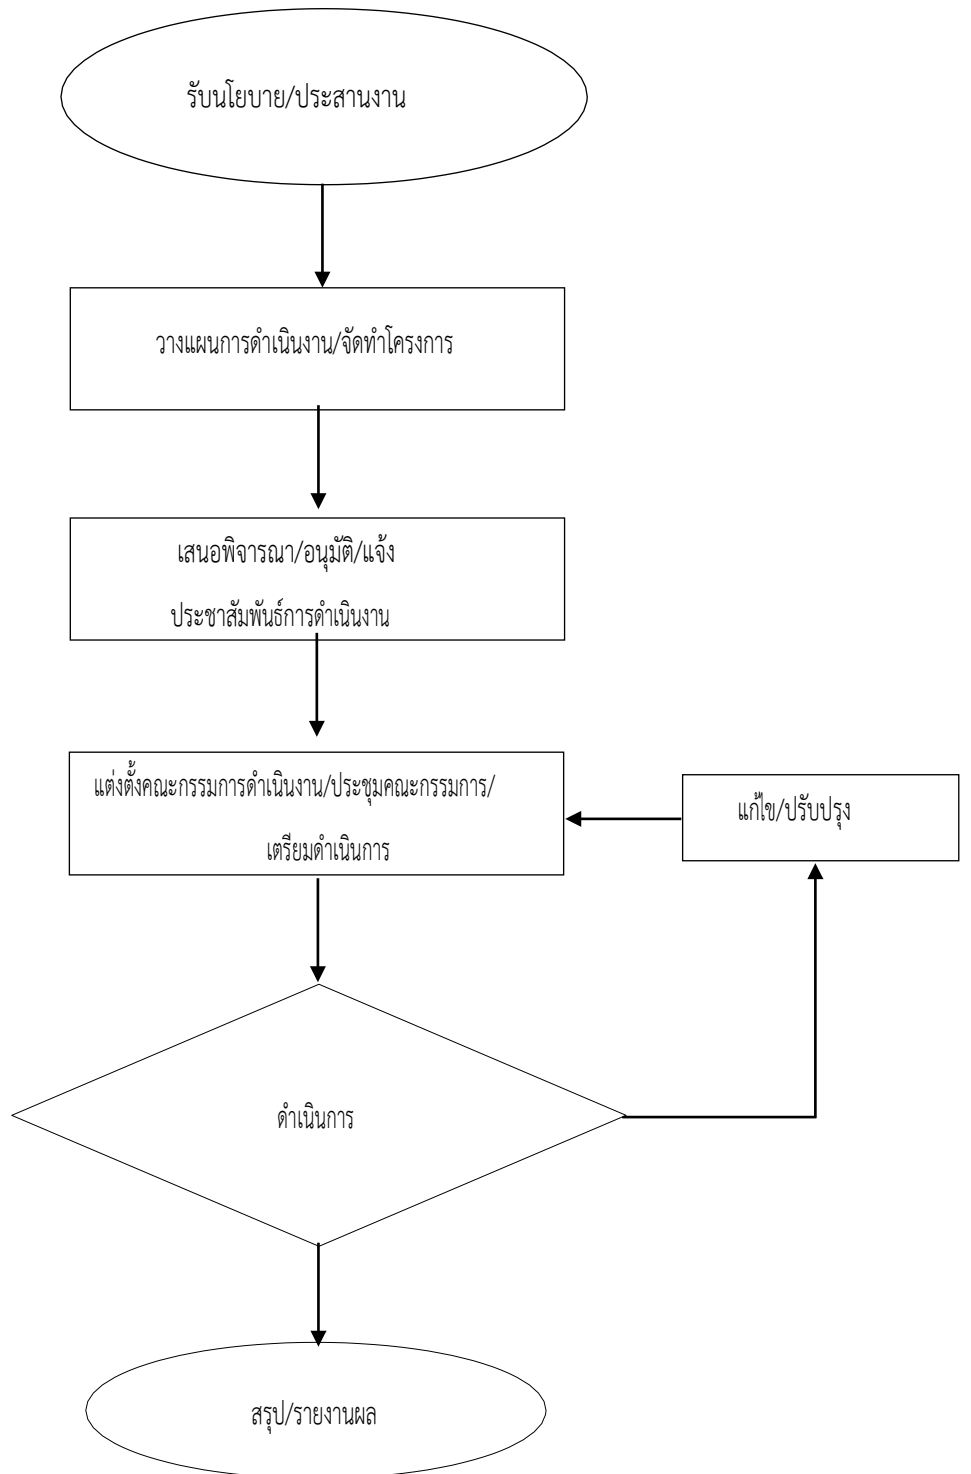 รับนโยบาย/ประสานงาน
วางแผนการดำเนินงาน/จัดทำโครงการ
เสนอพิจารณา/อนุมัติ/แจ้ง
ประชาสัมพันธ์การดำเนินงาน
แต่งตั้งคณะกรรมการดำเนินงาน/ประชุมคณะกรรมการ/
เตรียมดำเนินการ
แก้ไข/ปรับปรุง
ดำเนินการ
สรุป/รายงานผล